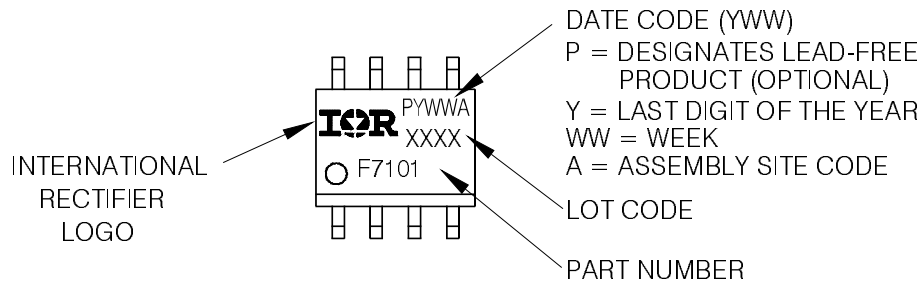 DATE CODE (YWW)
P = DESIGNATES LEAD-FREE
PRODUCT (OPTIONAL)
Y = LAST DIGIT OF THE YEAR
WW = WEEK
A = ASSEMBLY SITE CODE
PYWWA
IOR
XXXX
F7101
INTERNATIONAL
RECTIFIER
LOGO
LOT CODE
PART NUMBER